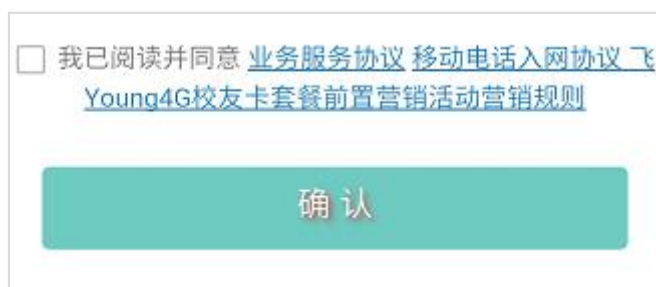 我已阅读并同意 业务服务协议 移动电话入网协议 飞
Young4G校友卡套餐前置营销活动营销规则
确认